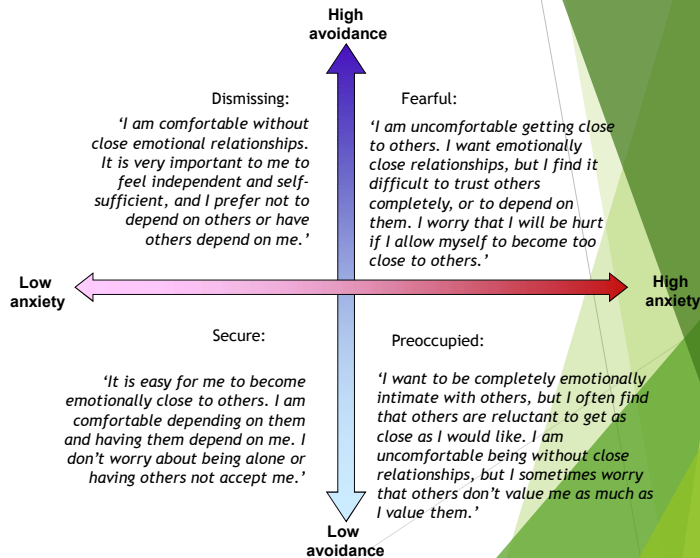 High
avoidance
Dismissing:
‘I am comfortable without
close emotional relationships.
It is very important to me to
feel independent and self-
sufficient, and I prefer not to
depend on others or have
others depend on me.’
Fearful:
‘I am uncomfortable getting close
to others. I want emotionally
close relationships, but I find it
difficult to trust others
completely, or to depend on
them. I worry that I will be hurt
if I allow myself to become too
close to others.’
Low
anxiety
High
anxiety
Secure:
‘It is easy for me to become
emotionally close to others. I am
comfortable depending on them
and having them depend on me. I
don’t worry about being alone or
having others not accept me.’
Preoccupied:
‘I want to be completely emotionally
intimate with others, but I often find
that others are reluctant to get as
close as I would like. I am
uncomfortable being without close
relationships, but I sometimes worry
that others don’t value me as much as
I value them.’
Low
avoidance